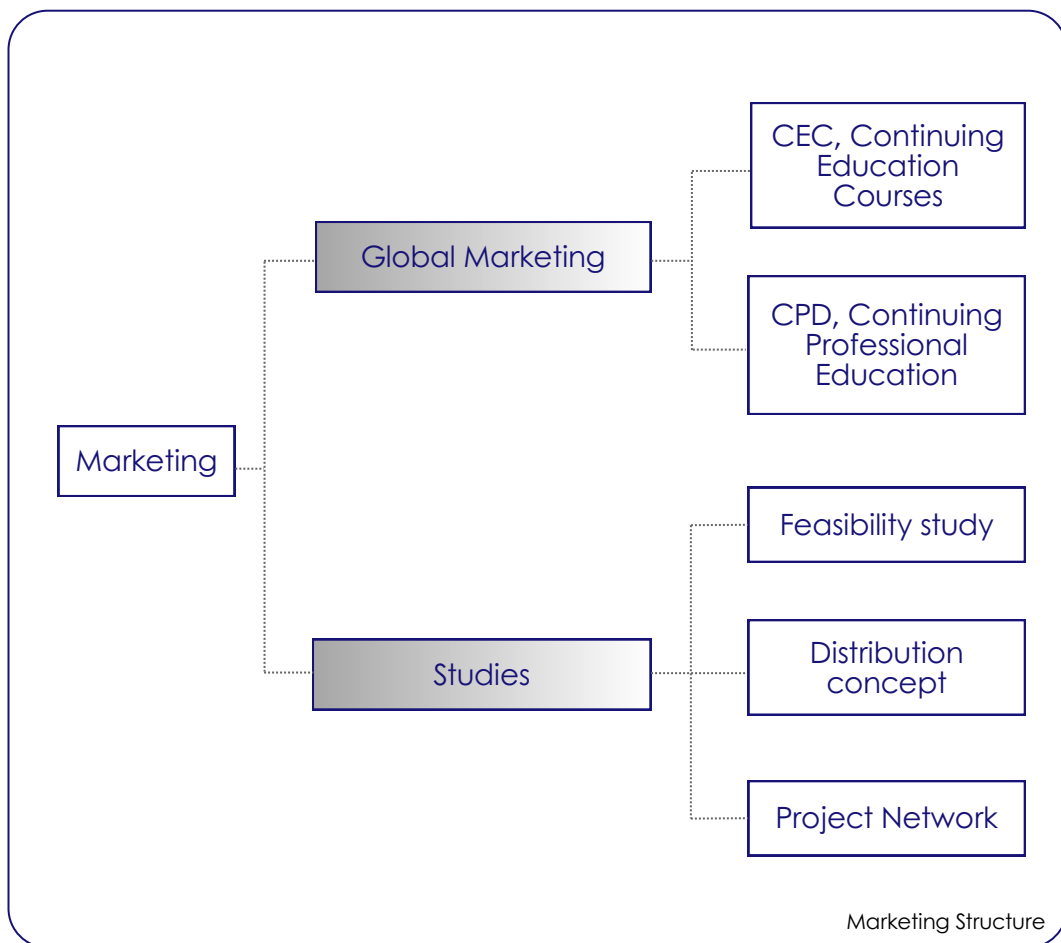 CEC, Continuing
Education
Courses
Global Marketing
CPD, Continuing
Professional
Education
Marketing
Feasibility study
Distribution
concept
Studies
Project Network
Marketing Structure